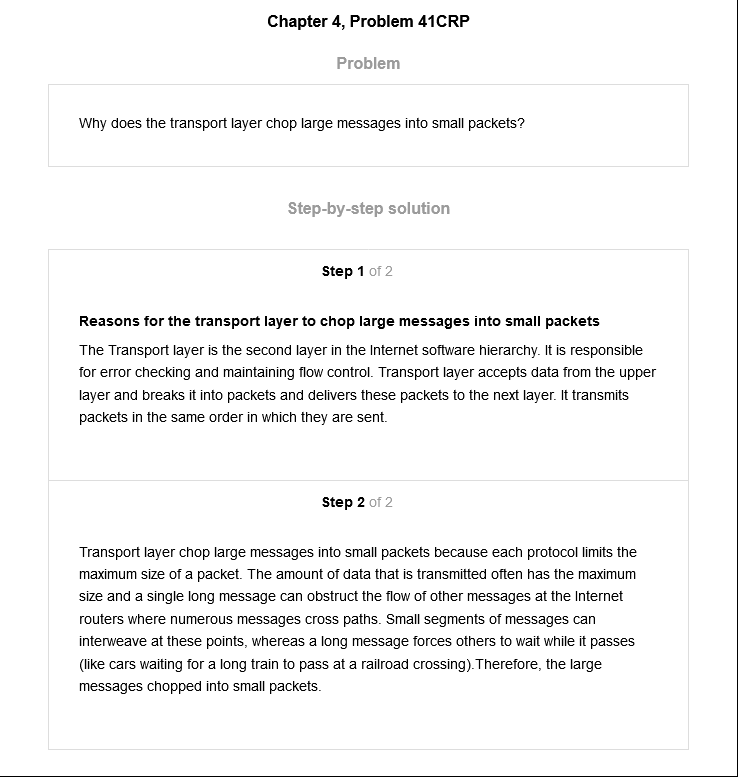 Chapter 4, Problem 41CRP
Problem
Why does the transport layer chop large messages into small packets?
Step-by-step solution
Step 1 of 2
Reasons for the transport layer to chop large messages into small packets
The Transport layer is the second layer in the Internet software hierarchy. It is responsible
for error checking and maintaining flow control. Transport layer accepts data from the upper
layer and breaks it into packets and delivers these packets to the next layer. It transmits
packets in the same order in which they are sent.
Step 2 of 2
Transport layer chop large messages into small packets because each protocol limits the
maximum size of a packet. The amount of data that is transmitted often has the maximum
size and a single long message can obstruct the flow of other messages at the Internet
routers where numerous messages cross paths. Small segments of messages can
interweave at these points, whereas a long message forces others to wait while it passes
(like cars waiting for a long train to pass at a railroad crossing).Therefore, the large
messages chopped into small packets.